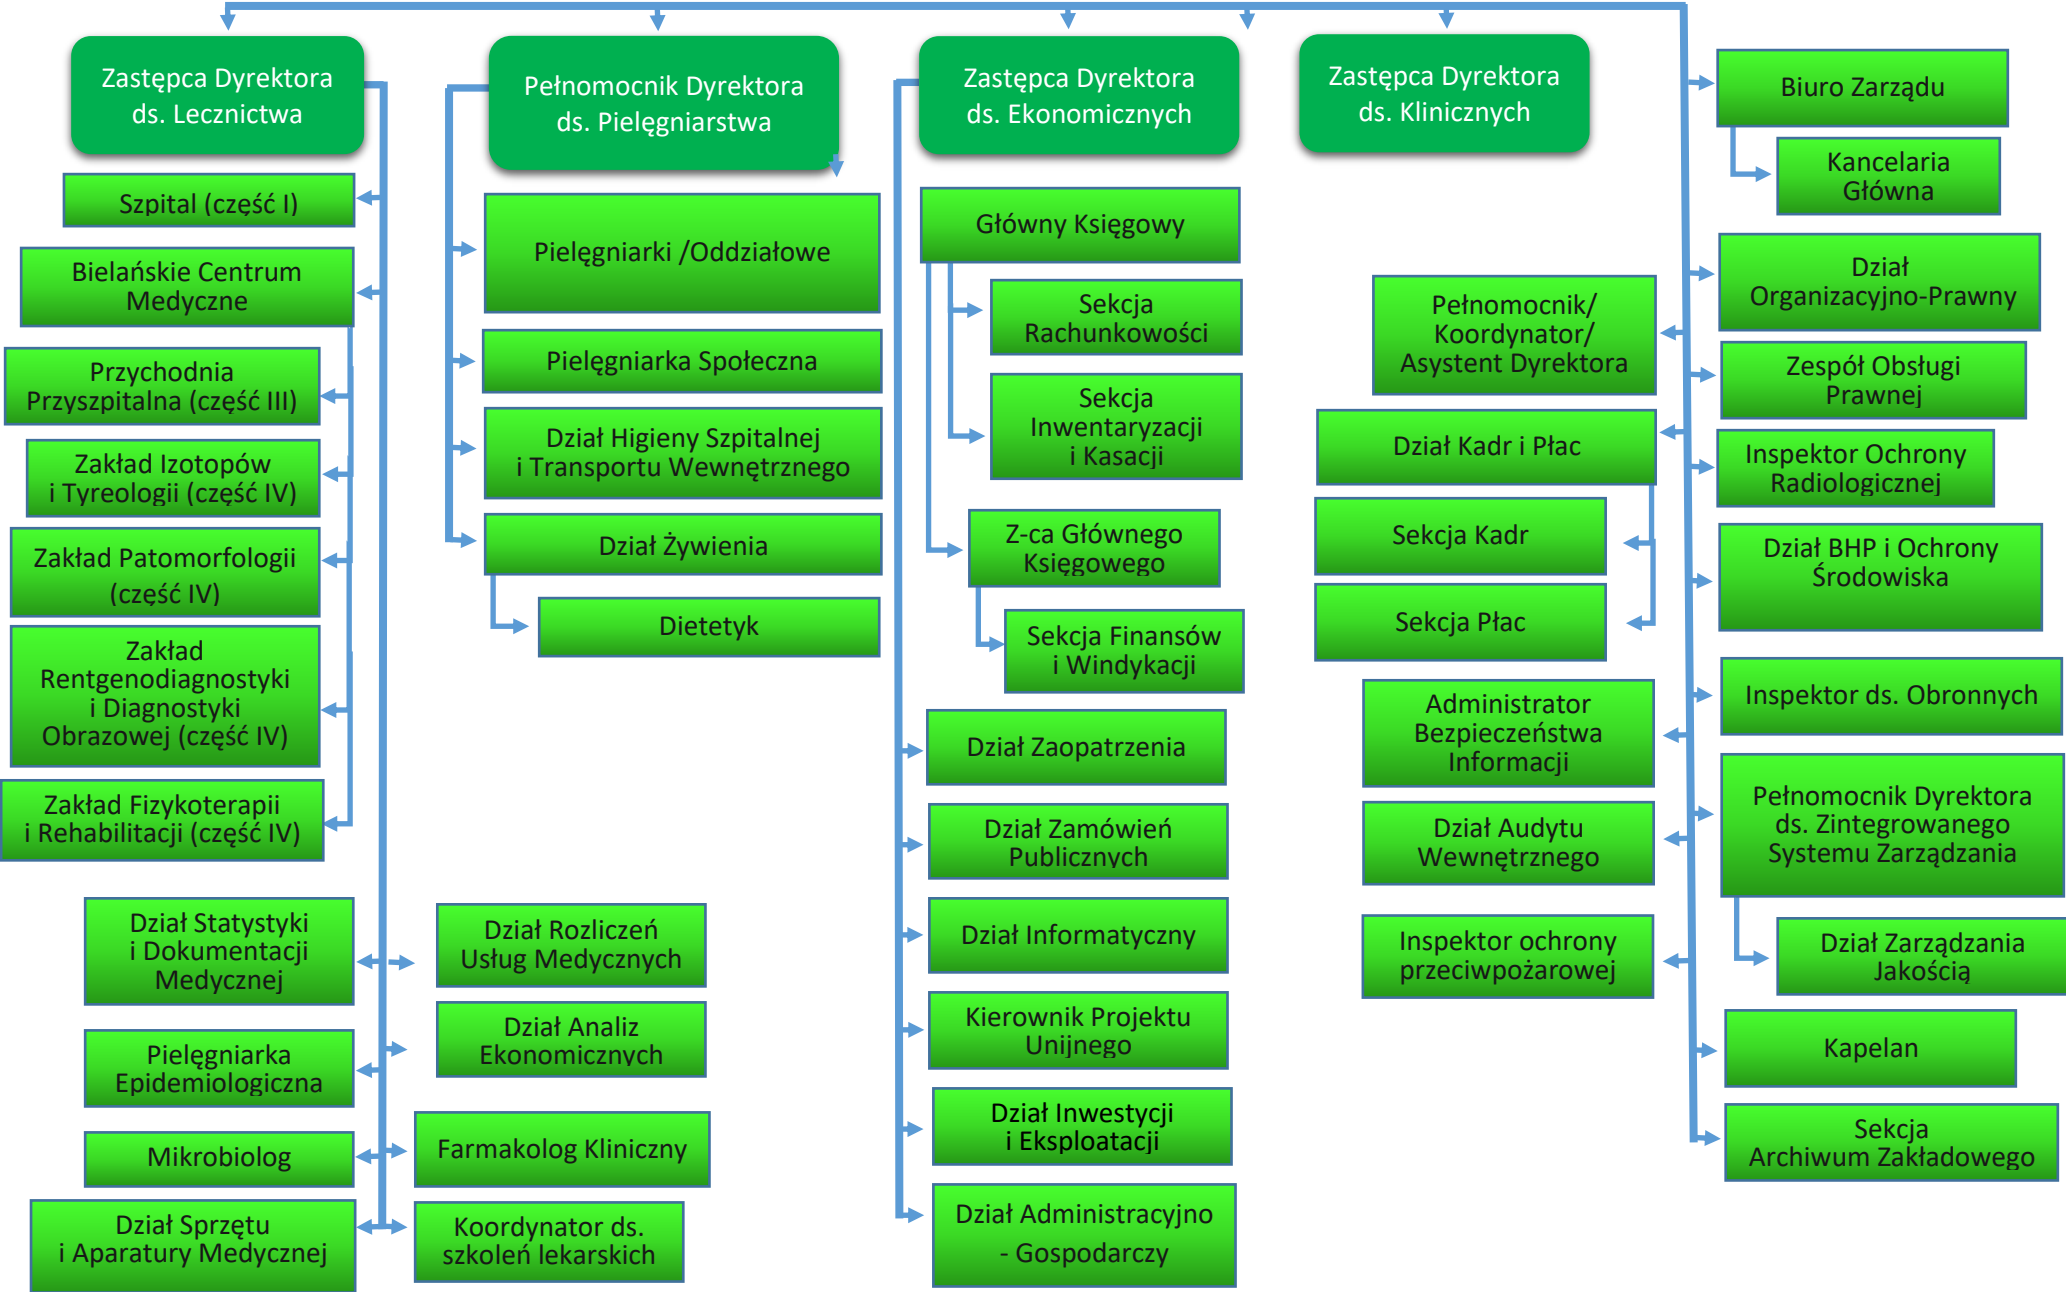 Zastępca Dyrektora
ds. Lecznictwa
Szpital (część I)
Bielańskie Centrum
Medyczne
Przychodnia
Przyszpitalna (część III)
Zakład Izotopów
i Tyreologii (część IV)
Zakład Patomorfologii
(część IV)
Zakład
Rentgenodiagnostyki
i Diagnostyki
Obrazowej (część IV)
Zakład Fizykoterapii
i Rehabilitacji (część IV)
Dział Statystyki
i Dokumentacji
Medycznej
Pielęgniarka
Epidemiologiczna
Mikrobiolog
Dział Sprzętu
i Aparatury Medycznej
Dział Rozliczeń
Usług Medycznych
Dział Analiz
Ekonomicznych
Farmakolog Kliniczny
Koordynator ds.
szkoleń lekarskich
Pełnomocnik Dyrektora
ds. Pielęgniarstwa
Pielęgniarki /Oddziałowe
Pielęgniarka Społeczna
Dział Higieny Szpitalnej
i Transportu Wewnętrznego
Dział Żywienia
Dietetyk
Zastępca Dyrektora
ds. Ekonomicznych
Główny Księgowy
Sekcja
Rachunkowości
Sekcja
Inwentaryzacji
i Kasacji
Z-ca Głównego
Księgowego
Sekcja Finansów
i Windykacji
Dział Zaopatrzenia
Dział Zamówień
Publicznych
Dział Informatyczny
Kierownik Projektu
Unijnego
Dział Inwestycji
i Eksploatacji
Dział Administracyjno
- Gospodarczy
Zastępca Dyrektora
ds. Klinicznych
Pełnomocnik/
Koordynator/
Asystent Dyrektora
Dział Kadr i Płac
Sekcja Kadr
Sekcja Płac
Administrator
Bezpieczeństwa
Informacji
Dział Audytu
Wewnętrznego
Inspektor ochrony
przeciwpożarowej
Biuro Zarządu
Kancelaria
Główna
Dział
Organizacyjno-Prawny
Zespół Obsługi
Prawnej
Inspektor Ochrony
Radiologicznej
Dział BHP i Ochrony
Środowiska
Inspektor ds. Obronnych
Pełnomocnik Dyrektora
ds. Zintegrowanego
Systemu Zarządzania
Dział Zarządzania
Jakością
Kapelan
Sekcja
Archiwum Zakładowego